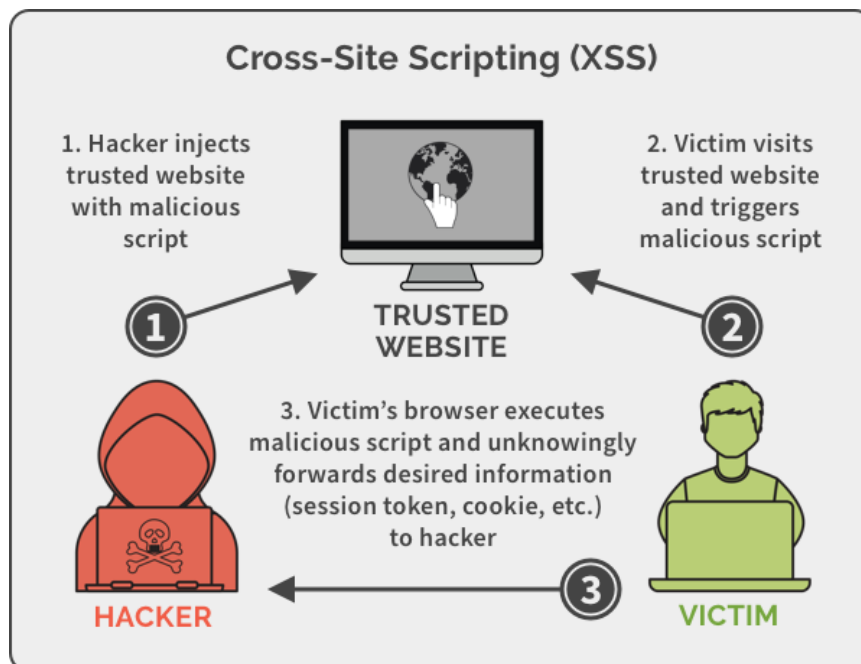 Cross-Site Scripting (XSS)
1. Hacker injects
trusted website
with malicious
script
2. Victim visits
trusted website
and triggers
malicious script
1
TRUSTED
WEBSITE
2
3. Victim's browser executes
malicious script and unknowingly
forwards desired information
(session token, cookie, etc.)
to hacker
3
HACKER
VICTIM